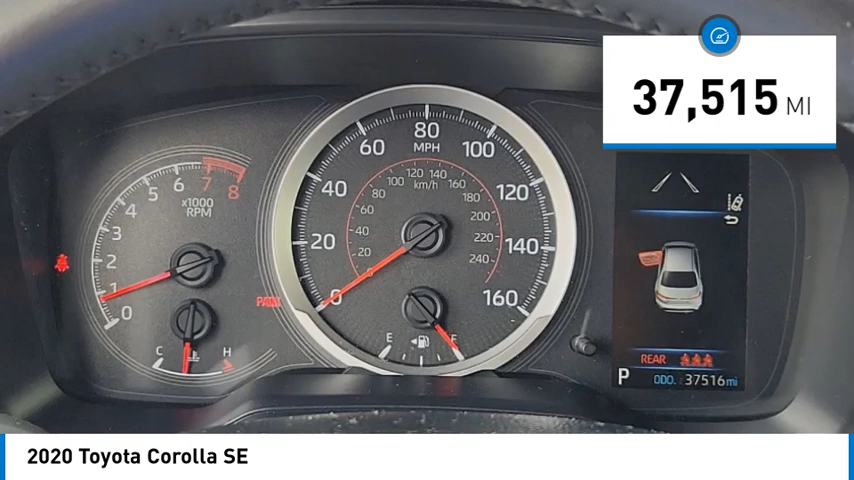 37,515 MI
80
MPH
60 100
40 120
20 140
0 160
120 140
100 km/h 160
80 180
60 200
40 220
20 240
5 6 7 8
4
3
2
1
0
x1000
RPM
C H
E F
REAR
P ODO. 37516 mi
2020 Toyota Corolla SE